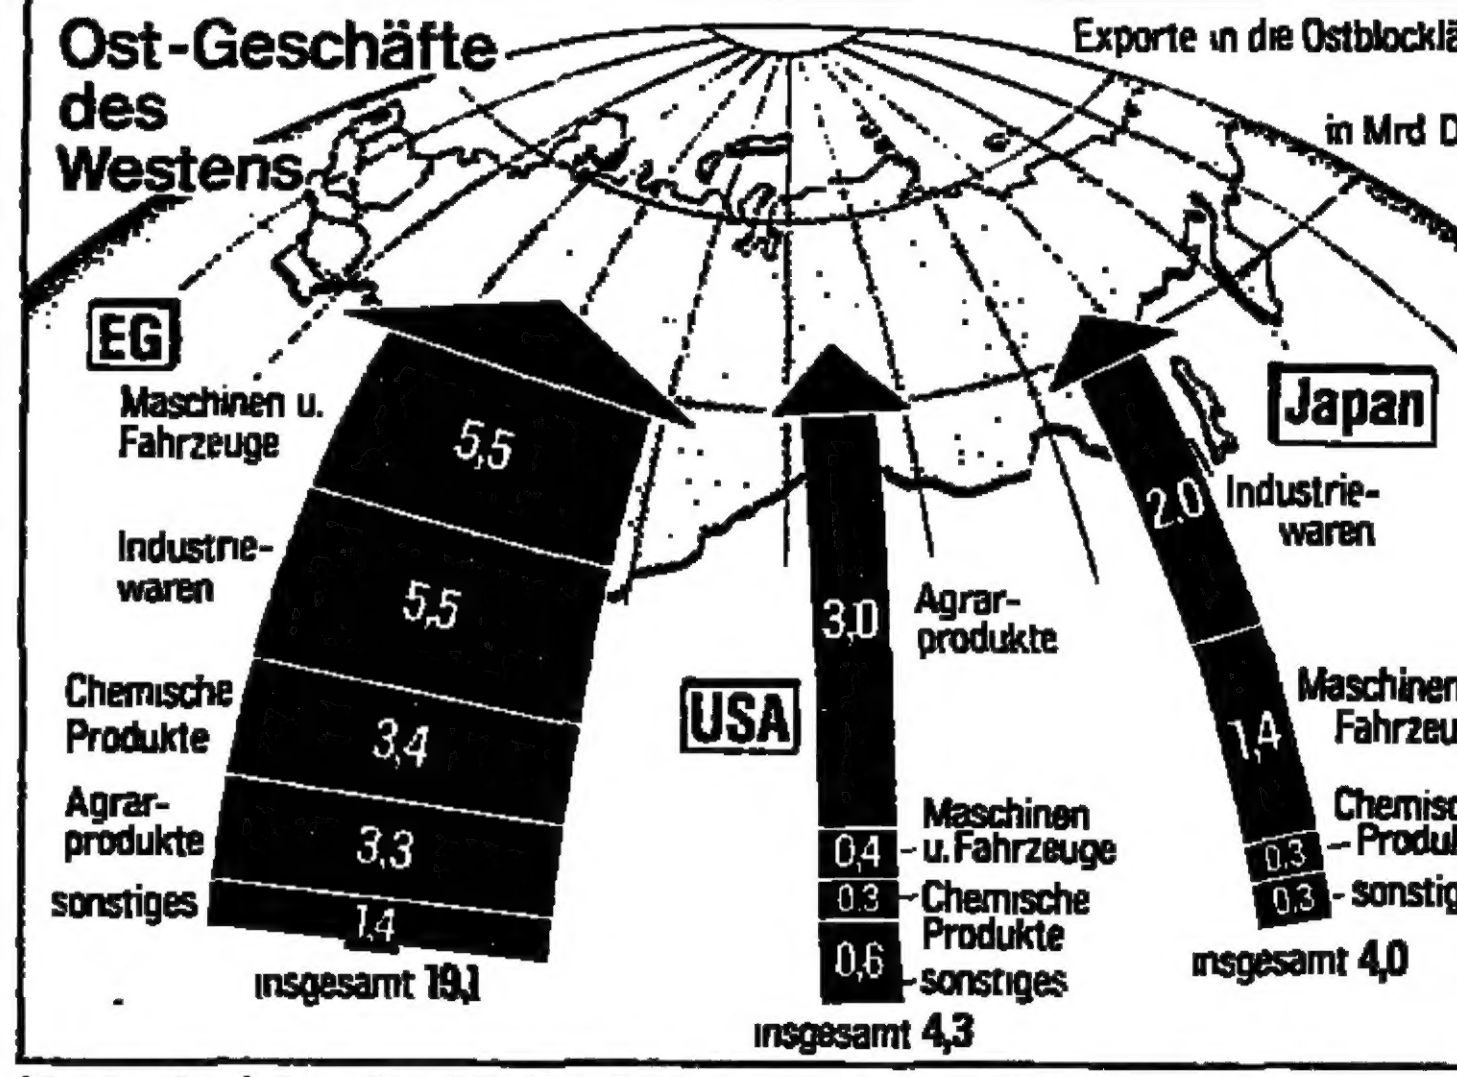 Ost-Geschäfte
des
Westens
Exporte in die Ostblocklä
in Mrd D
EG
Maschinen u.
Fahrzeuge
5,5
Industrie-
waren
5,5
Chemische
Produkte
3,4
Agrar-
produkte
3,3
sonstiges
1,4
insgesamt 19,1
USA
3,0
Agrar-
produkte
0,4
Maschinen
u. Fahrzeuge
0.3
Chemische
Produkte
0,6
sonstiges
insgesamt 4,3
Japan
2.0
Industrie-
waren
1,4
Maschinen
Fahrzeu
0.3
Chemisc
Produk
0,3
sonstig
insgesamt 4,0